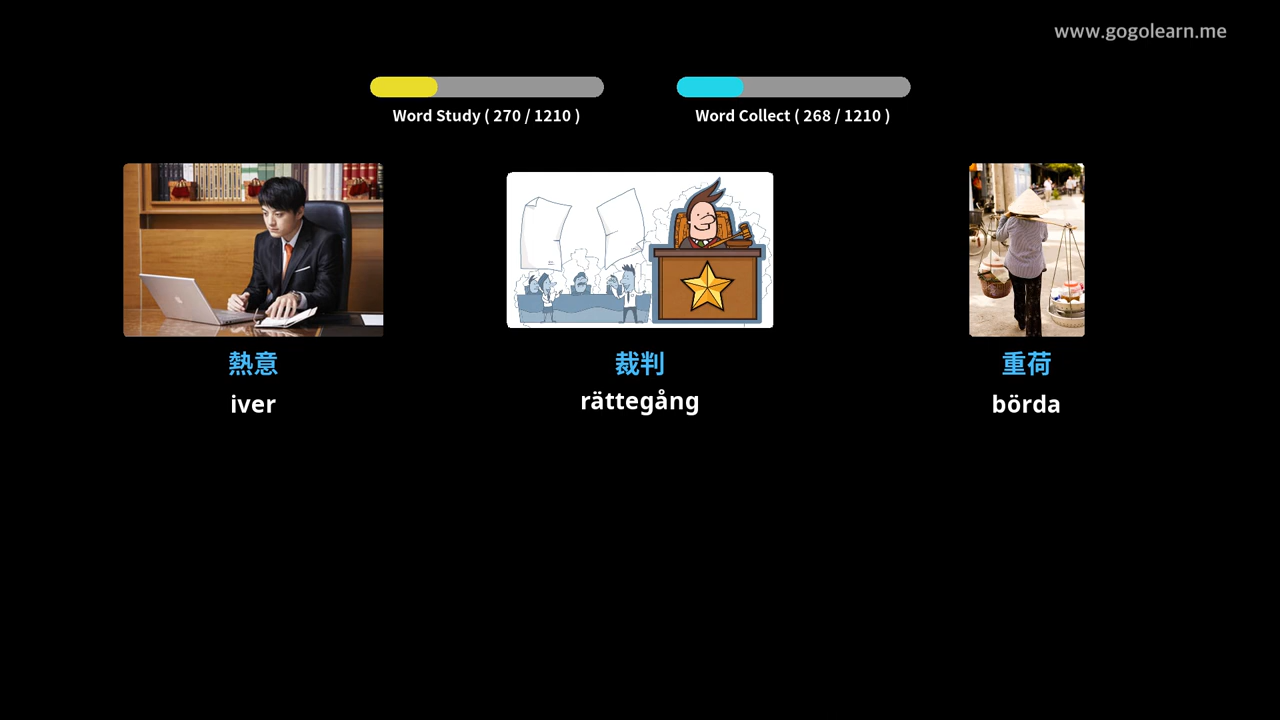 www.gogolearn.me
Word Study ( 270 / 1210 )
Word Collect ( 268 / 1210 )
熱意
裁判
重荷
iver
rättegång
börda